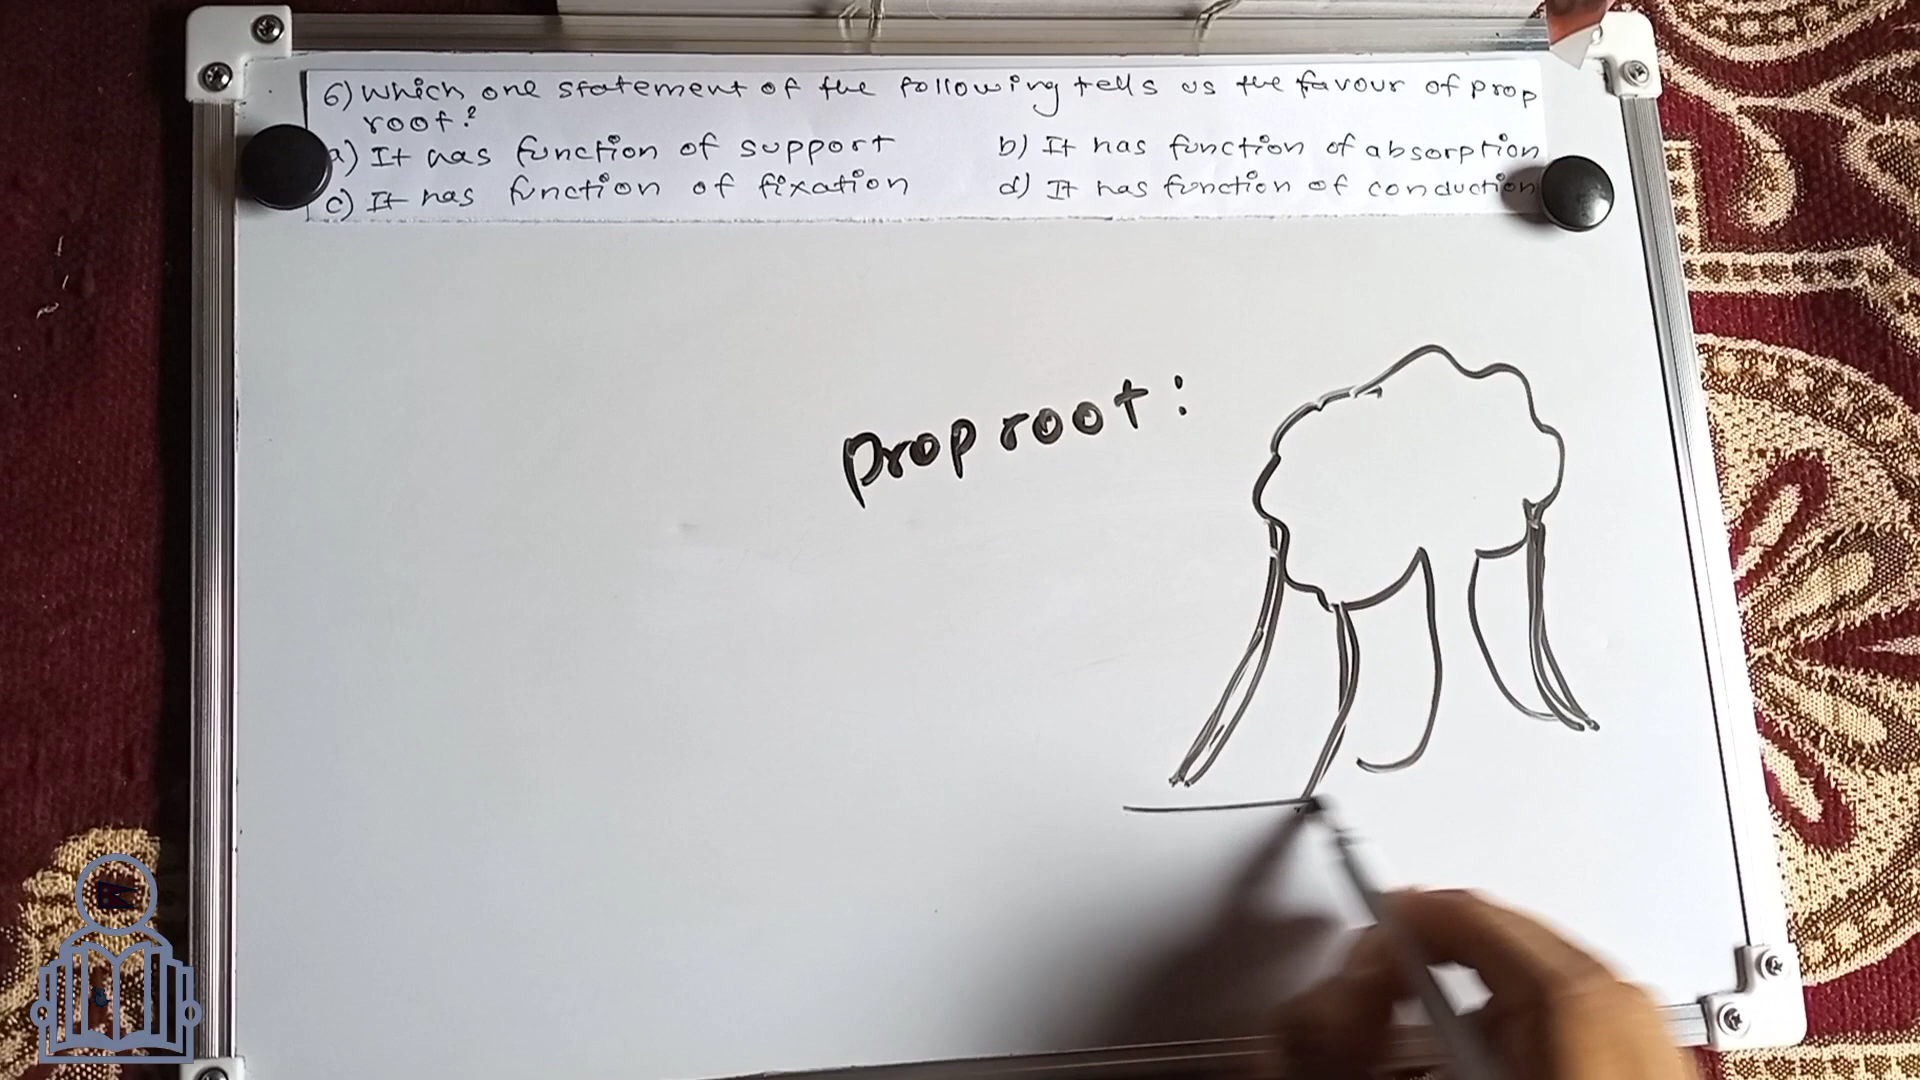 6) Which one statement of the following tells us the favour of prop
root?
a) It has function of support b) It has function of absorption
c) It has function of fixation d) It has function of conduction
prop root: